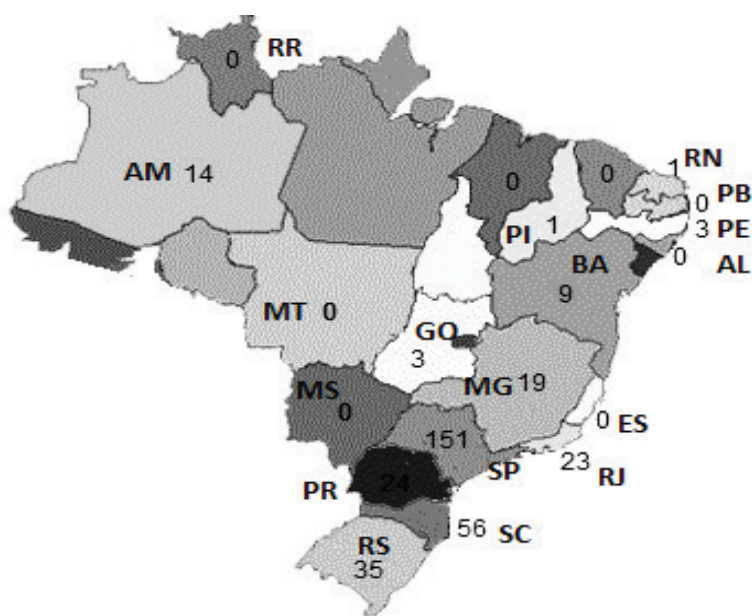 0 RR
AM 14
0
0
1 RN
0 PB
3 PE
0 AL
PI 1
BA
9
MT 0
GO
3
MS
0
MG 19
0 ES
151
SP
23 RJ
PR 24
56 SC
RS
35